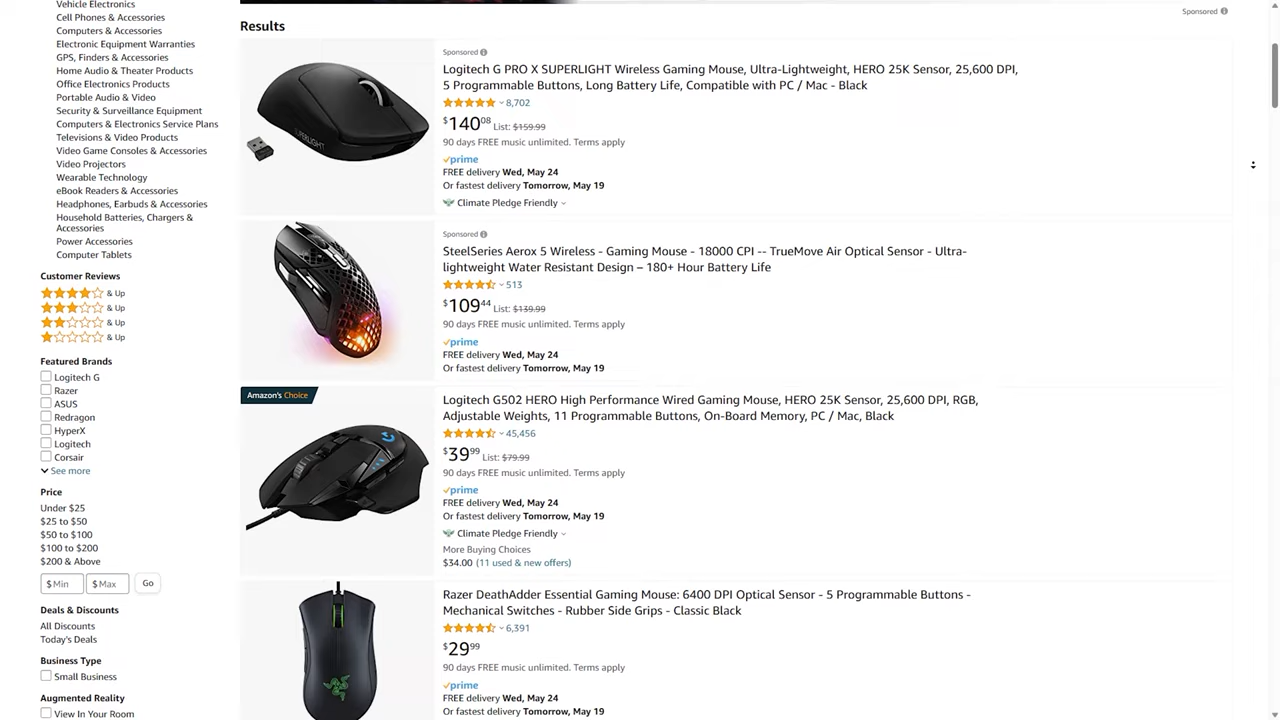 Vehicle Electronics
Cell Phones & Accessories
Computers & Accessories
Electronic Equipment Warranties
GPS, Finders & Accessories
Home Audio & Theater Products
Office Electronics Products
Portable Audio & Video
Security & Surveillance Equipment
Computers & Electronics Service Plans
Televisions & Video Products
Video Game Consoles & Accessories
Video Projectors
Wearable Technology
eBook Readers & Accessories
Headphones, Earbuds & Accessories
Household Batteries, Chargers &
Accessories
Power Accessories
Computer Tablets
Customer Reviews
& Up
& Up
& Up
& Up
Featured Brands
Logitech G
Razer
ASUS
Redragon
HyperX
Logitech
Corsair
See more
Price
Under $25
$25 to $50
$50 to $100
$100 to $200
$200 & Above
$ Min $ Max Go
Deals & Discounts
All Discounts
Today's Deals
Business Type
Small Business
Augmented Reality
View In Your Room
Sponsored
Results
Sponsored
Logitech G PRO X SUPERLIGHT Wireless Gaming Mouse, Ultra-Lightweight, HERO 25K Sensor, 25,600 DPI,
5 Programmable Buttons, Long Battery Life, Compatible with PC / Mac - Black
8,702
$14008 List: $159.99
90 days FREE music unlimited. Terms apply
prime
FREE delivery Wed, May 24
Or fastest delivery Tomorrow, May 19
Climate Pledge Friendly
SUPERLIGHT
Sponsored
SteelSeries Aerox 5 Wireless - Gaming Mouse - 18000 CPI -- TrueMove Air Optical Sensor - Ultra-
lightweight Water Resistant Design – 180+ Hour Battery Life
513
$10944 List: $139.99
90 days FREE music unlimited. Terms apply
prime
FREE delivery Wed, May 24
Or fastest delivery Tomorrow, May 19
Amazon's Choice
Logitech G502 HERO High Performance Wired Gaming Mouse, HERO 25K Sensor, 25,600 DPI, RGB,
Adjustable Weights, 11 Programmable Buttons, On-Board Memory, PC / Mac, Black
45,456
$3999 List: $79.99
90 days FREE music unlimited. Terms apply
prime
FREE delivery Wed, May 24
Or fastest delivery Tomorrow, May 19
Climate Pledge Friendly
More Buying Choices
$34.00 (11 used & new offers)
Razer DeathAdder Essential Gaming Mouse: 6400 DPI Optical Sensor - 5 Programmable Buttons -
Mechanical Switches - Rubber Side Grips - Classic Black
6,391
$2999
90 days FREE music unlimited. Terms apply
prime
FREE delivery Wed, May 24
Or fastest delivery Tomorrow, May 19